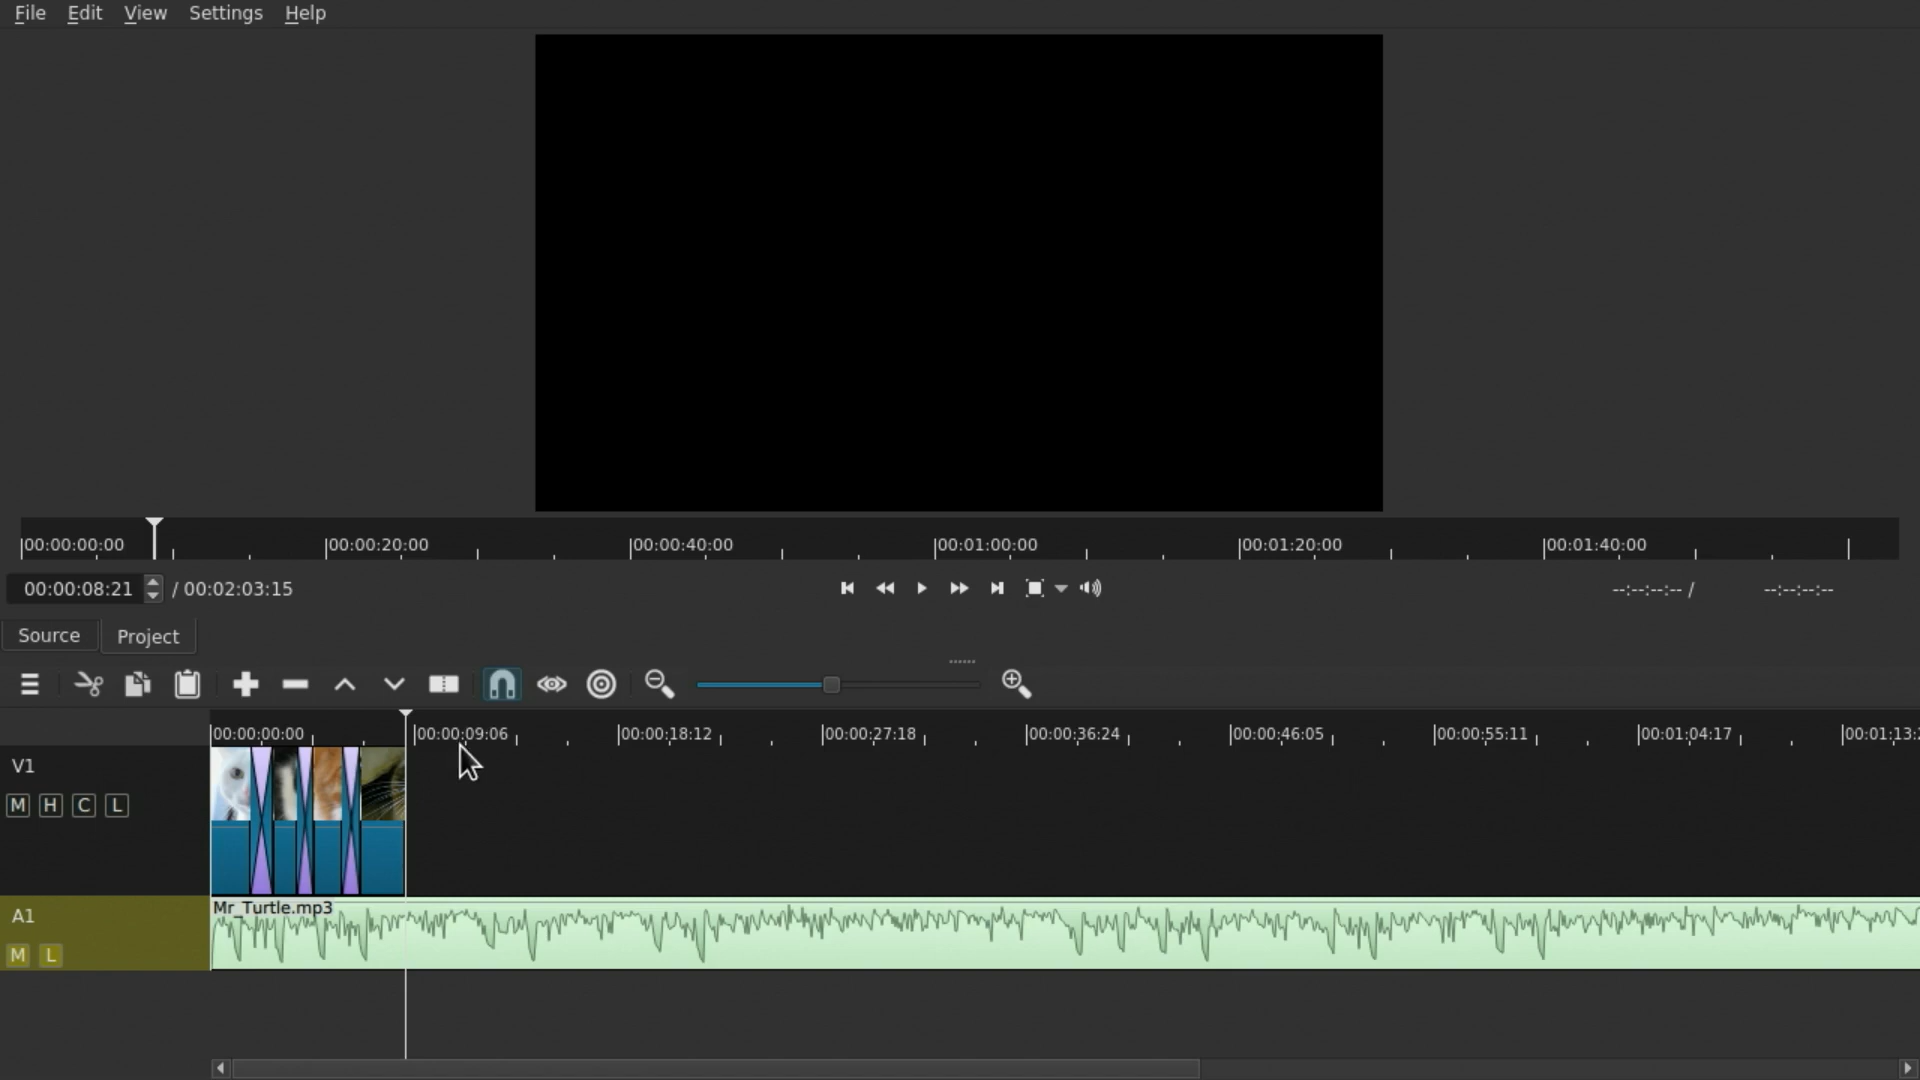 File Edit View Settings Help
00:00:00:00 00:00:20:00 00:00:40:00 00:01:00:00 00:01:20:00 00:01:40:00
00:00:08:21 / 00:02:03:15 --:--:--:-- / --:--:--:--
Source Project
00:00:00:00 00:00:09:06 00:00:18:12 00:00:27:18 00:00:36:24 00:00:46:05 00:00:55:11 00:01:04:17
V1
M H C L
Mr_Turtle.mp3
A1
M L